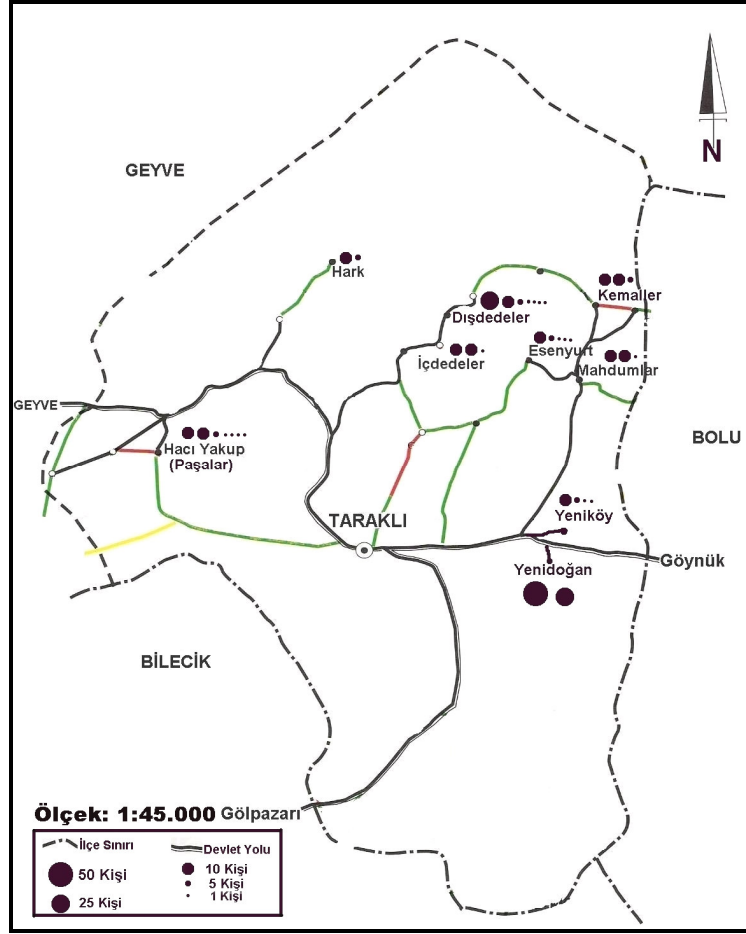 N
GEYVE
Hark
Kemaller
Dışdedeler
Esenyurt
İçdedeler
Mahdumlar
GEYVE
BOLU
Hacı Yakup
(Paşalar)
TARAKLI
Yeniköy
Göynük
Yenidoğan
BİLECİK
Ölçek: 1:45.000
Gölpazarı
İlçe Sınırı
Devlet Yolu
50 Kişi
10 Kişi
5 Kişi
1 Kişi
25 Kişi